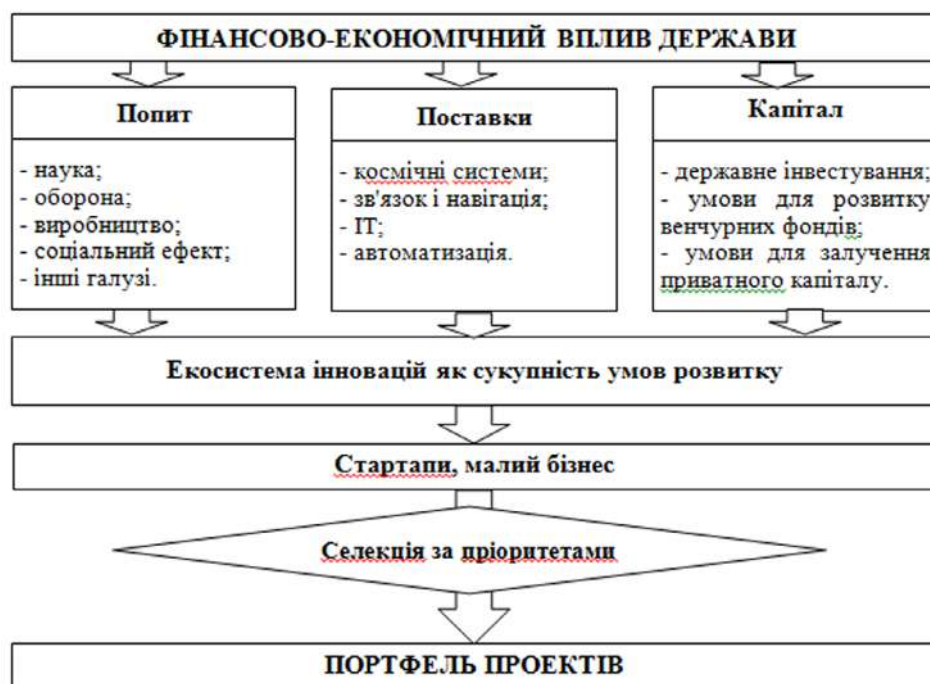 ФІНАНСОВО-ЕКОНОМІЧНИЙ ВПЛИВ ДЕРЖАВИ
Попит
- наука;
- оборона;
- виробництво;
- соціальний ефект;
- інші галузі.
Поставки
- космічні системи;
- зв'язок і навігація;
- ІТ;
- автоматизація.
Капітал
- державне інвестування;
- умови для розвитку
венчурних фондів;
- умови для залучення
приватного капіталу.
Екосистема інновацій як сукупність умов розвитку
Стартапи, малий бізнес
Селекція за пріоритетами
ПОРТФЕЛЬ ПРОЕКТІВ